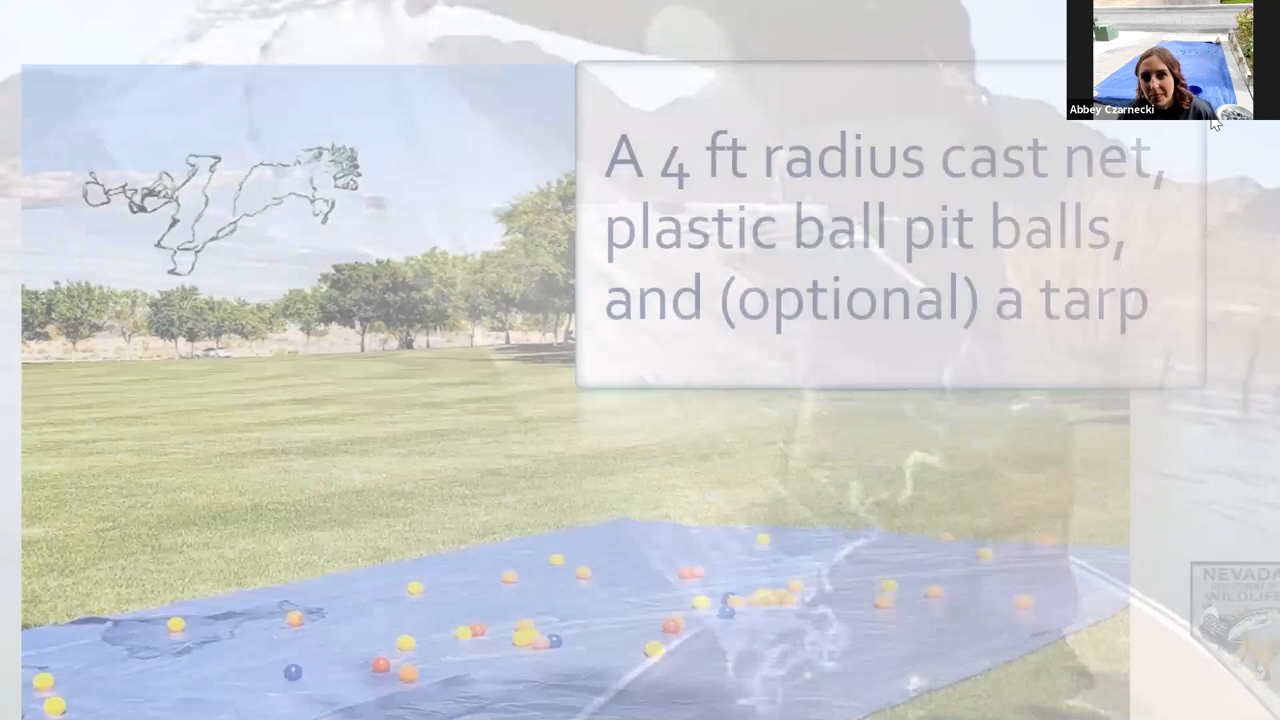 Abbey Czarnecki
A 4 ft radius cast net,
plastic ball pit balls,
and (optional) a tarp
NEVADA
WILDLIFE